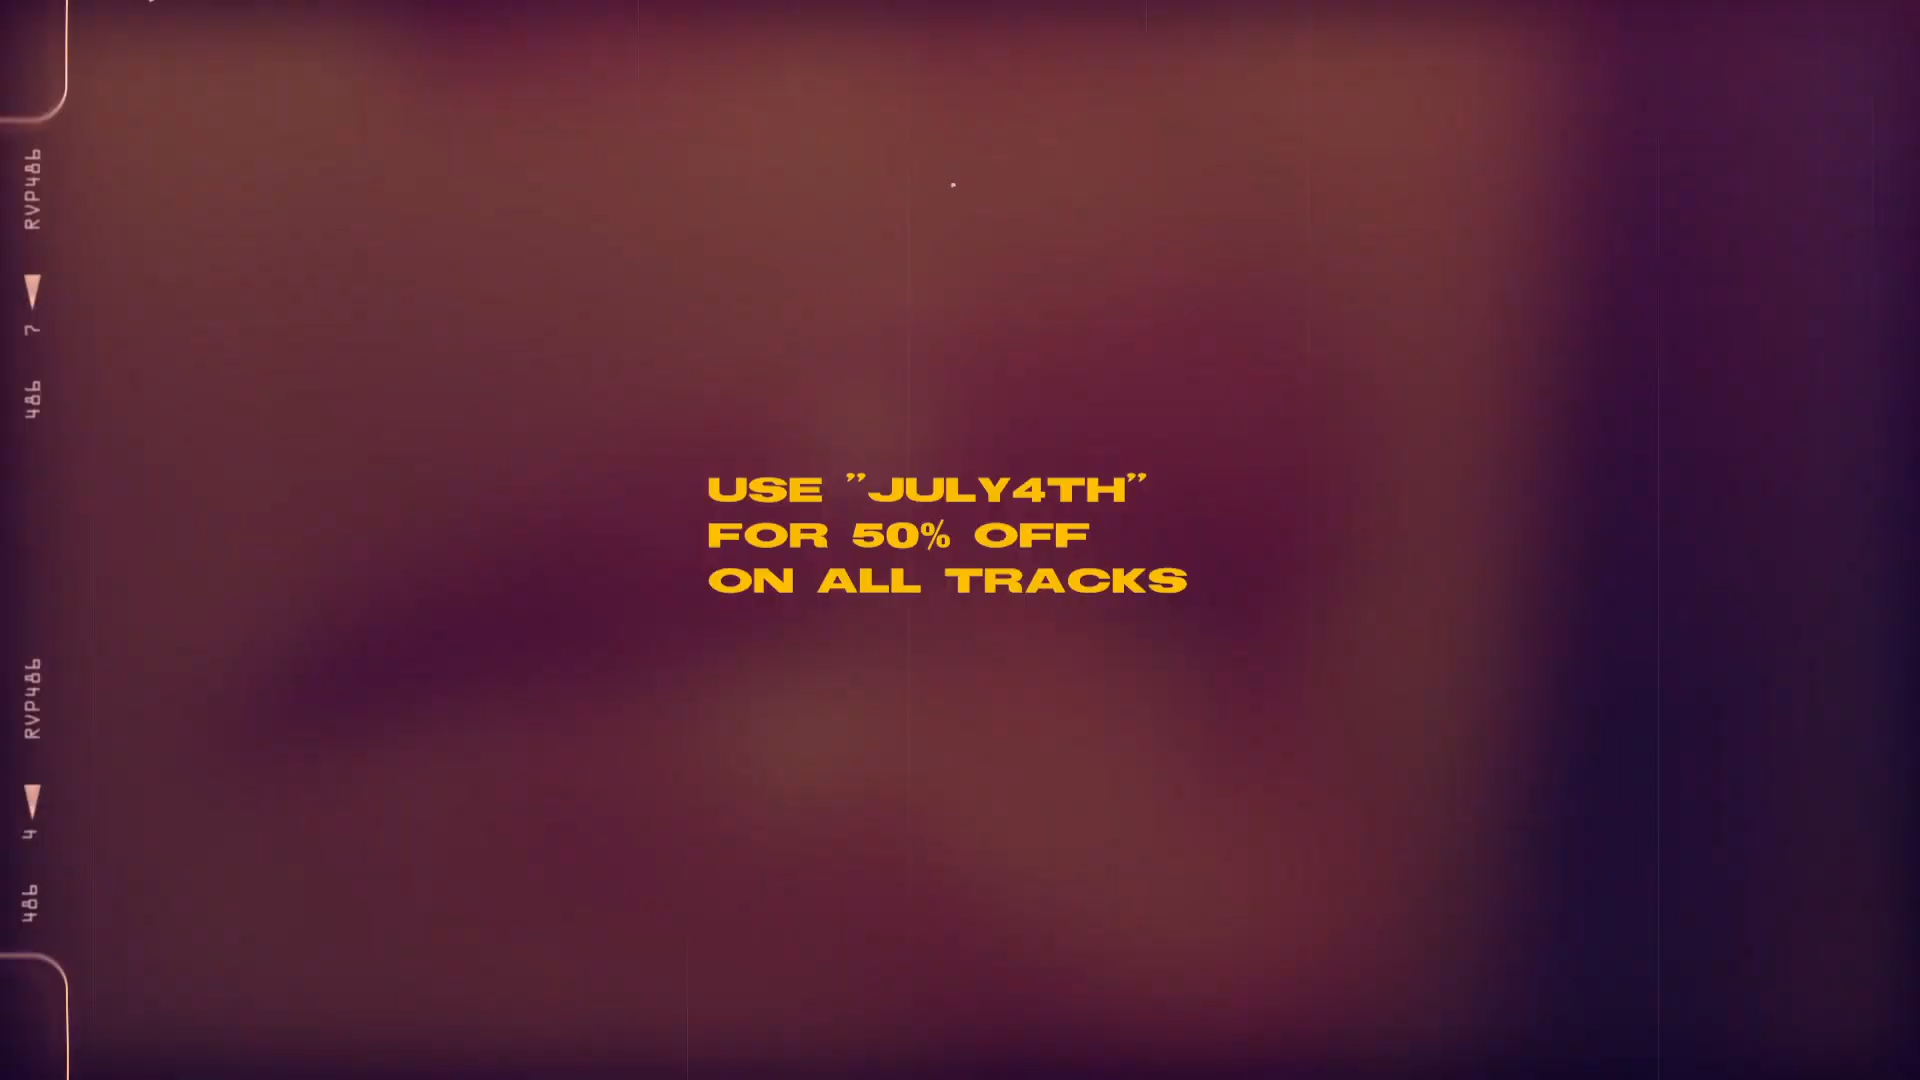 RVP486
7
486
USE ”JULY4TH”
FOR 50% OFF
ON ALL TRACKS
RVP486
4
486